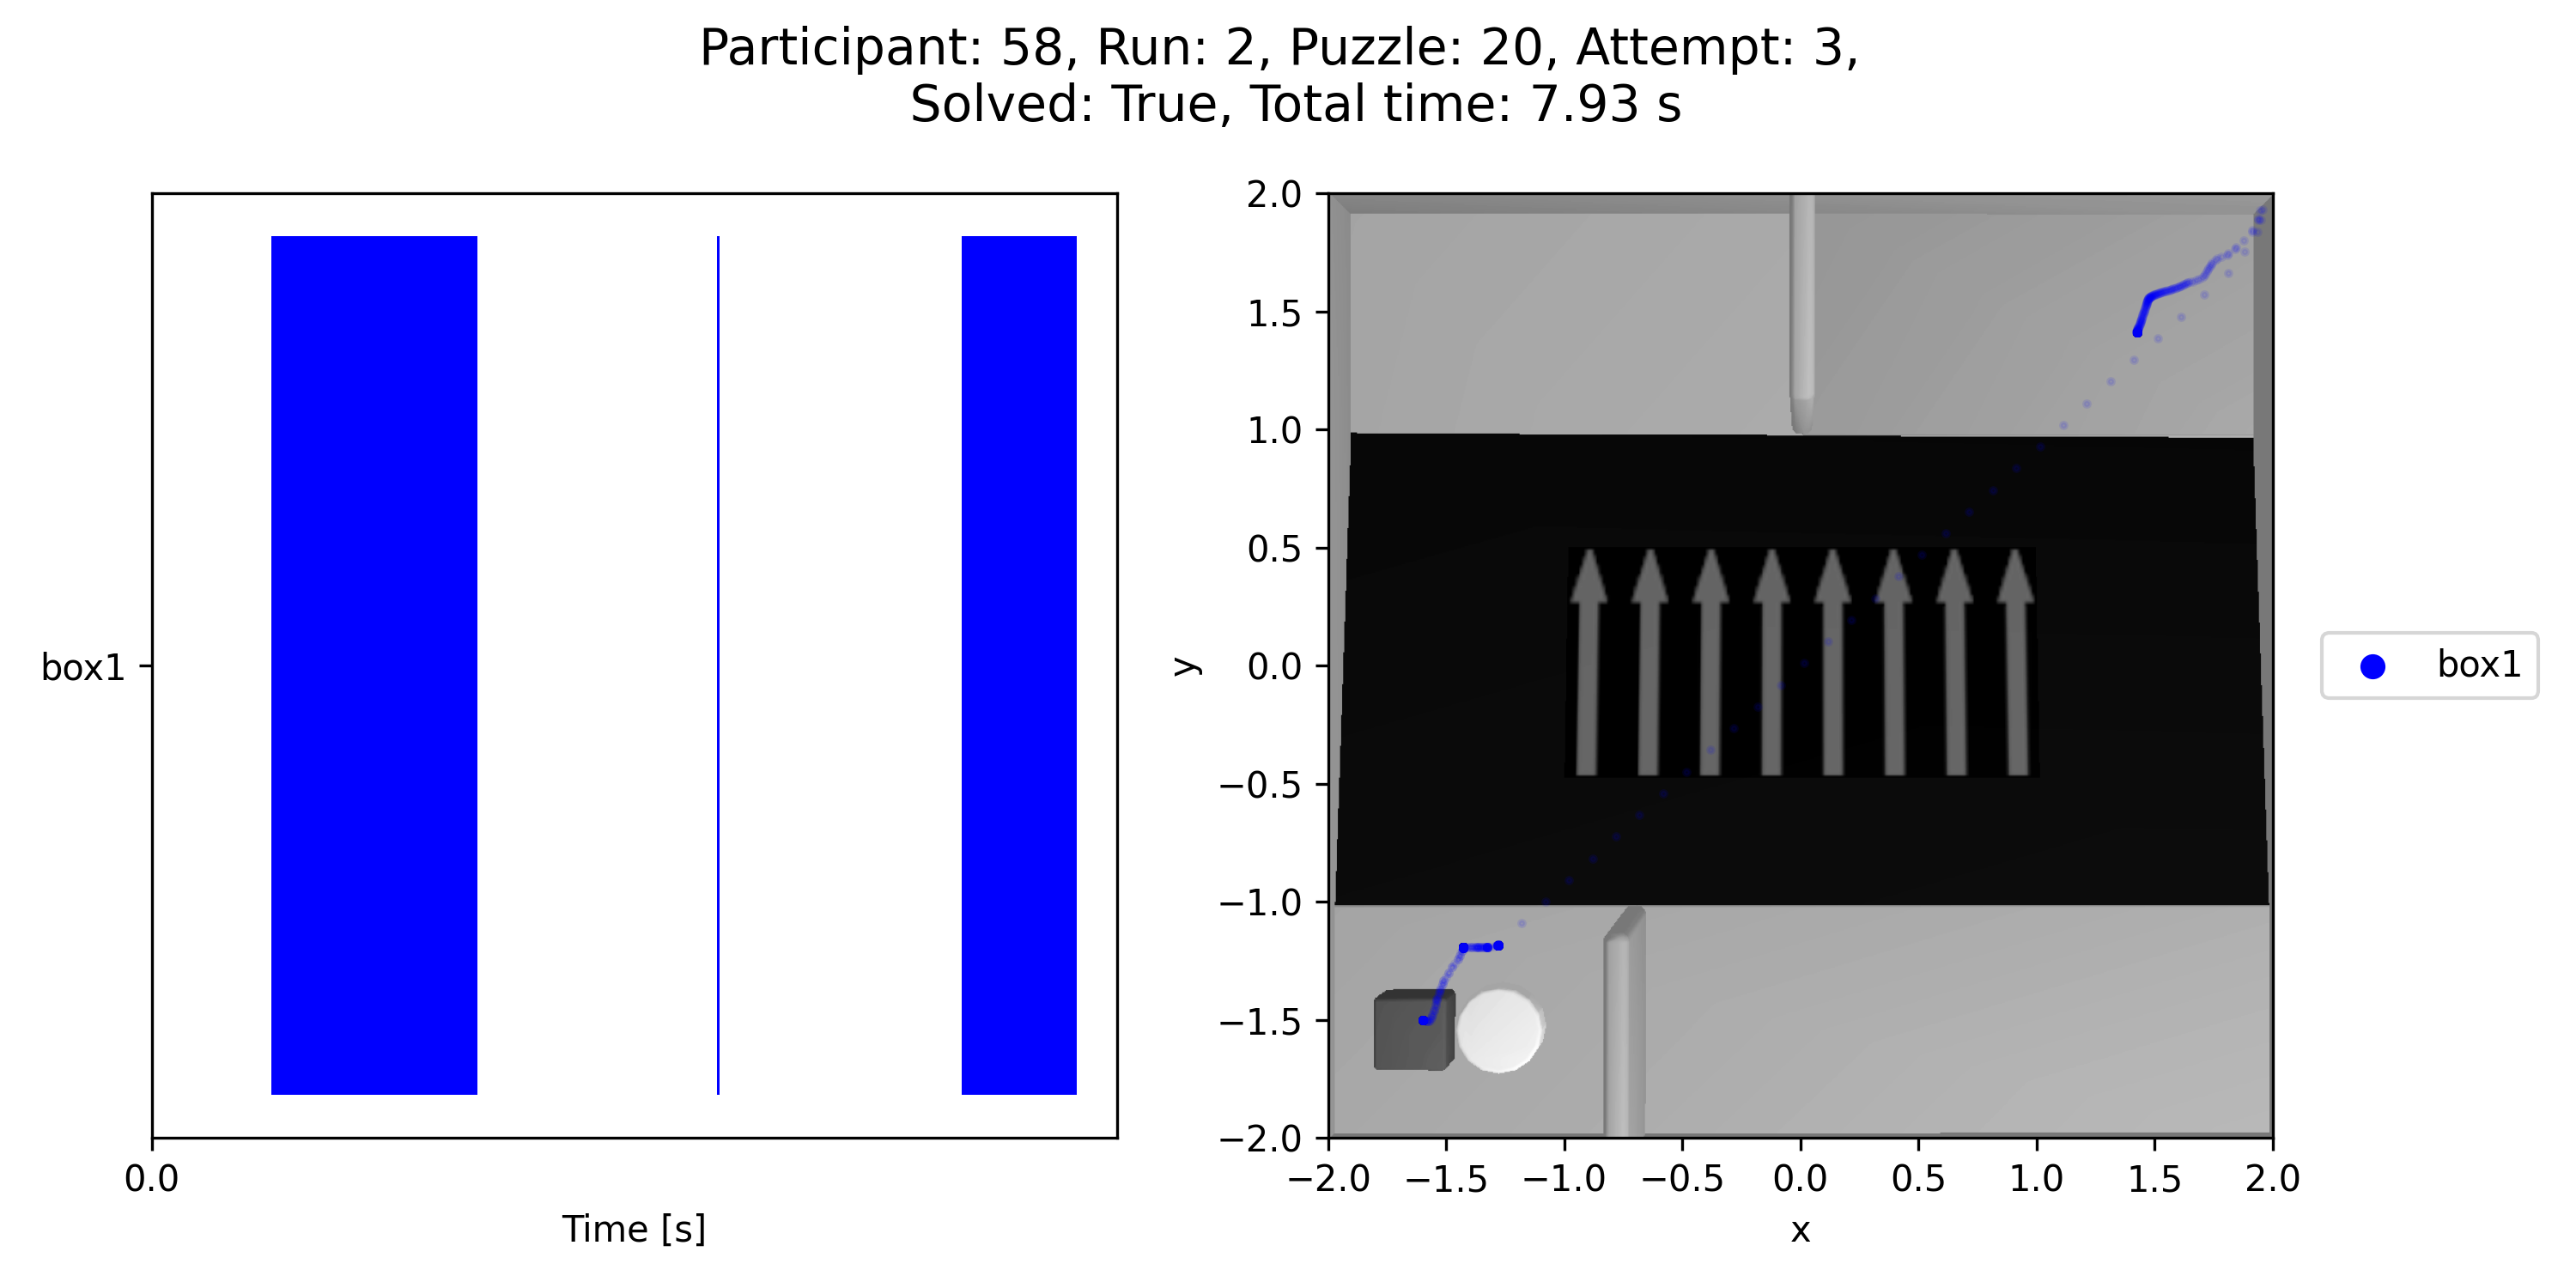 Participant: 58, Run: 2, Puzzle: 20, Attempt: 3,
Solved: True, Total time: 7.93 s
box1
0.0
Time [s]
2.0
1.5
1.0
0.5
0.0
−0.5
−1.0
−1.5
−2.0
y
−2.0 −1.5 −1.0 −0.5 0.0 0.5 1.0 1.5 2.0
x
box1